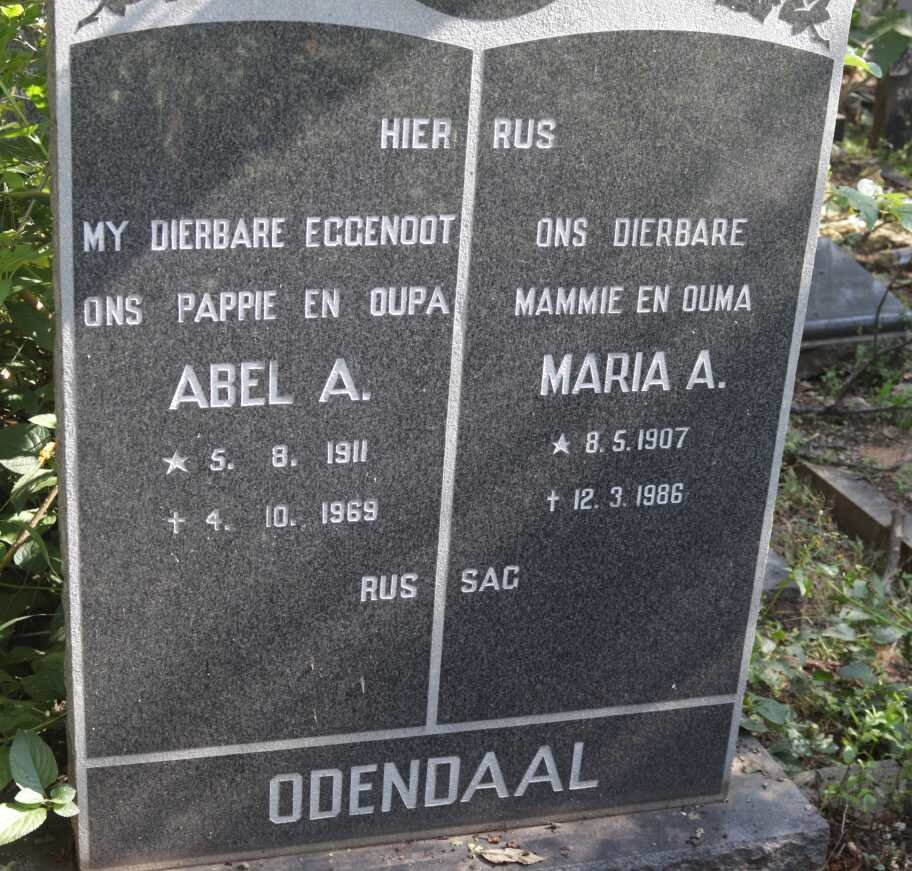 HIER RUS
MY DIERBARE EGGENOOT
ONS PAPPIE EN OUPA
ABEL A.
★ 5. 8. 1911
✝ 4. 10. 1969
ONS DIERBARE
MAMMIE EN OUMA
MARIA A.
★ 8.5.1907
✝ 12.3.1986
RUS SAG
ODENDAAL